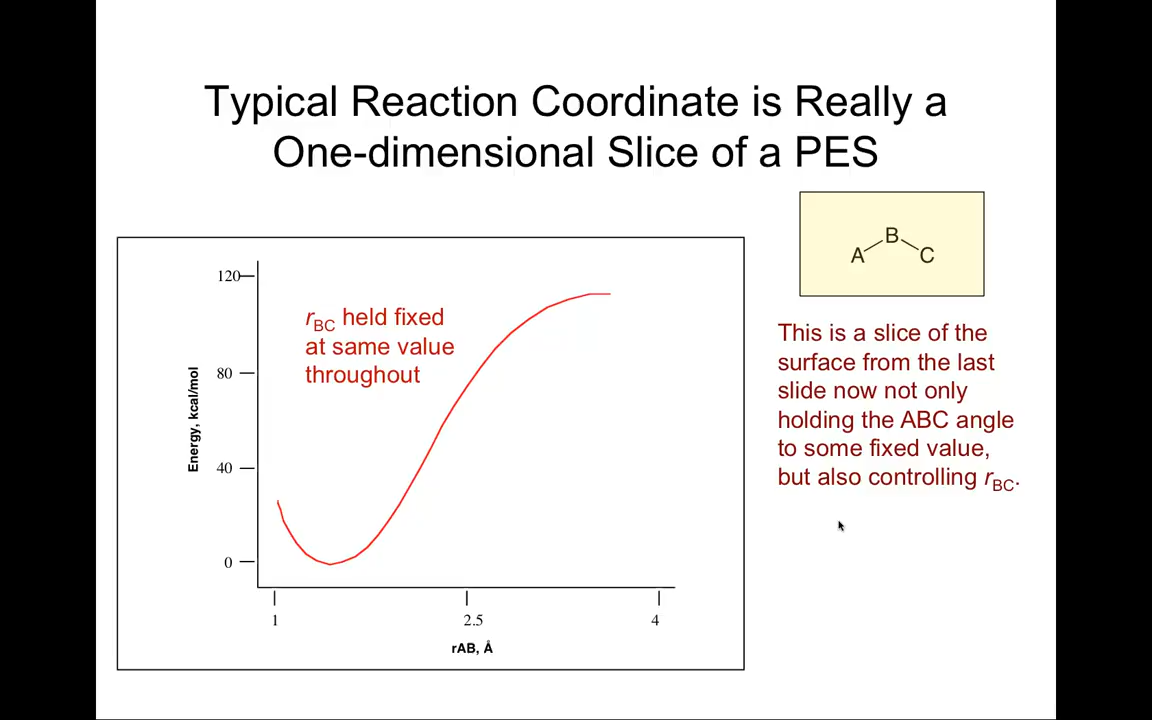 Typical Reaction Coordinate is Really a
One-dimensional Slice of a PES
B
A
C
120
80
40
0
Energy, kcal/mol
rBC held fixed
at same value
throughout
1
2.5
4
rAB, Å
This is a slice of the
surface from the last
slide now not only
holding the ABC angle
to some fixed value,
but also controlling rBC.